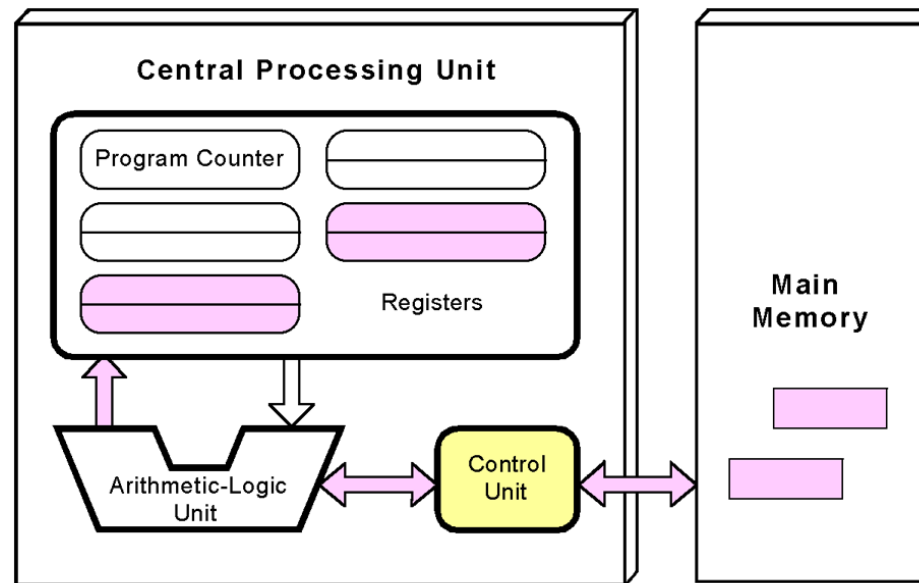 Central Processing Unit
Program Counter
Registers
Main
Memory
Arithmetic-Logic
Unit
Control
Unit